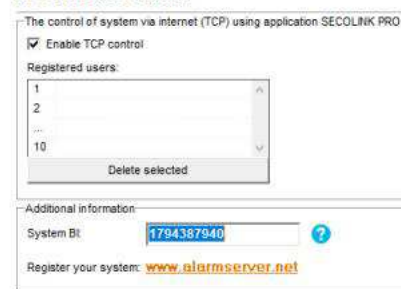 The control of system via internet (TCP) using application SECOLINK PRO
Enable TCP control
Registered users:
1
2
...
10
Delete selected
Additional information
System BI:
1794387940
?
Register your system: www.alarmserver.net